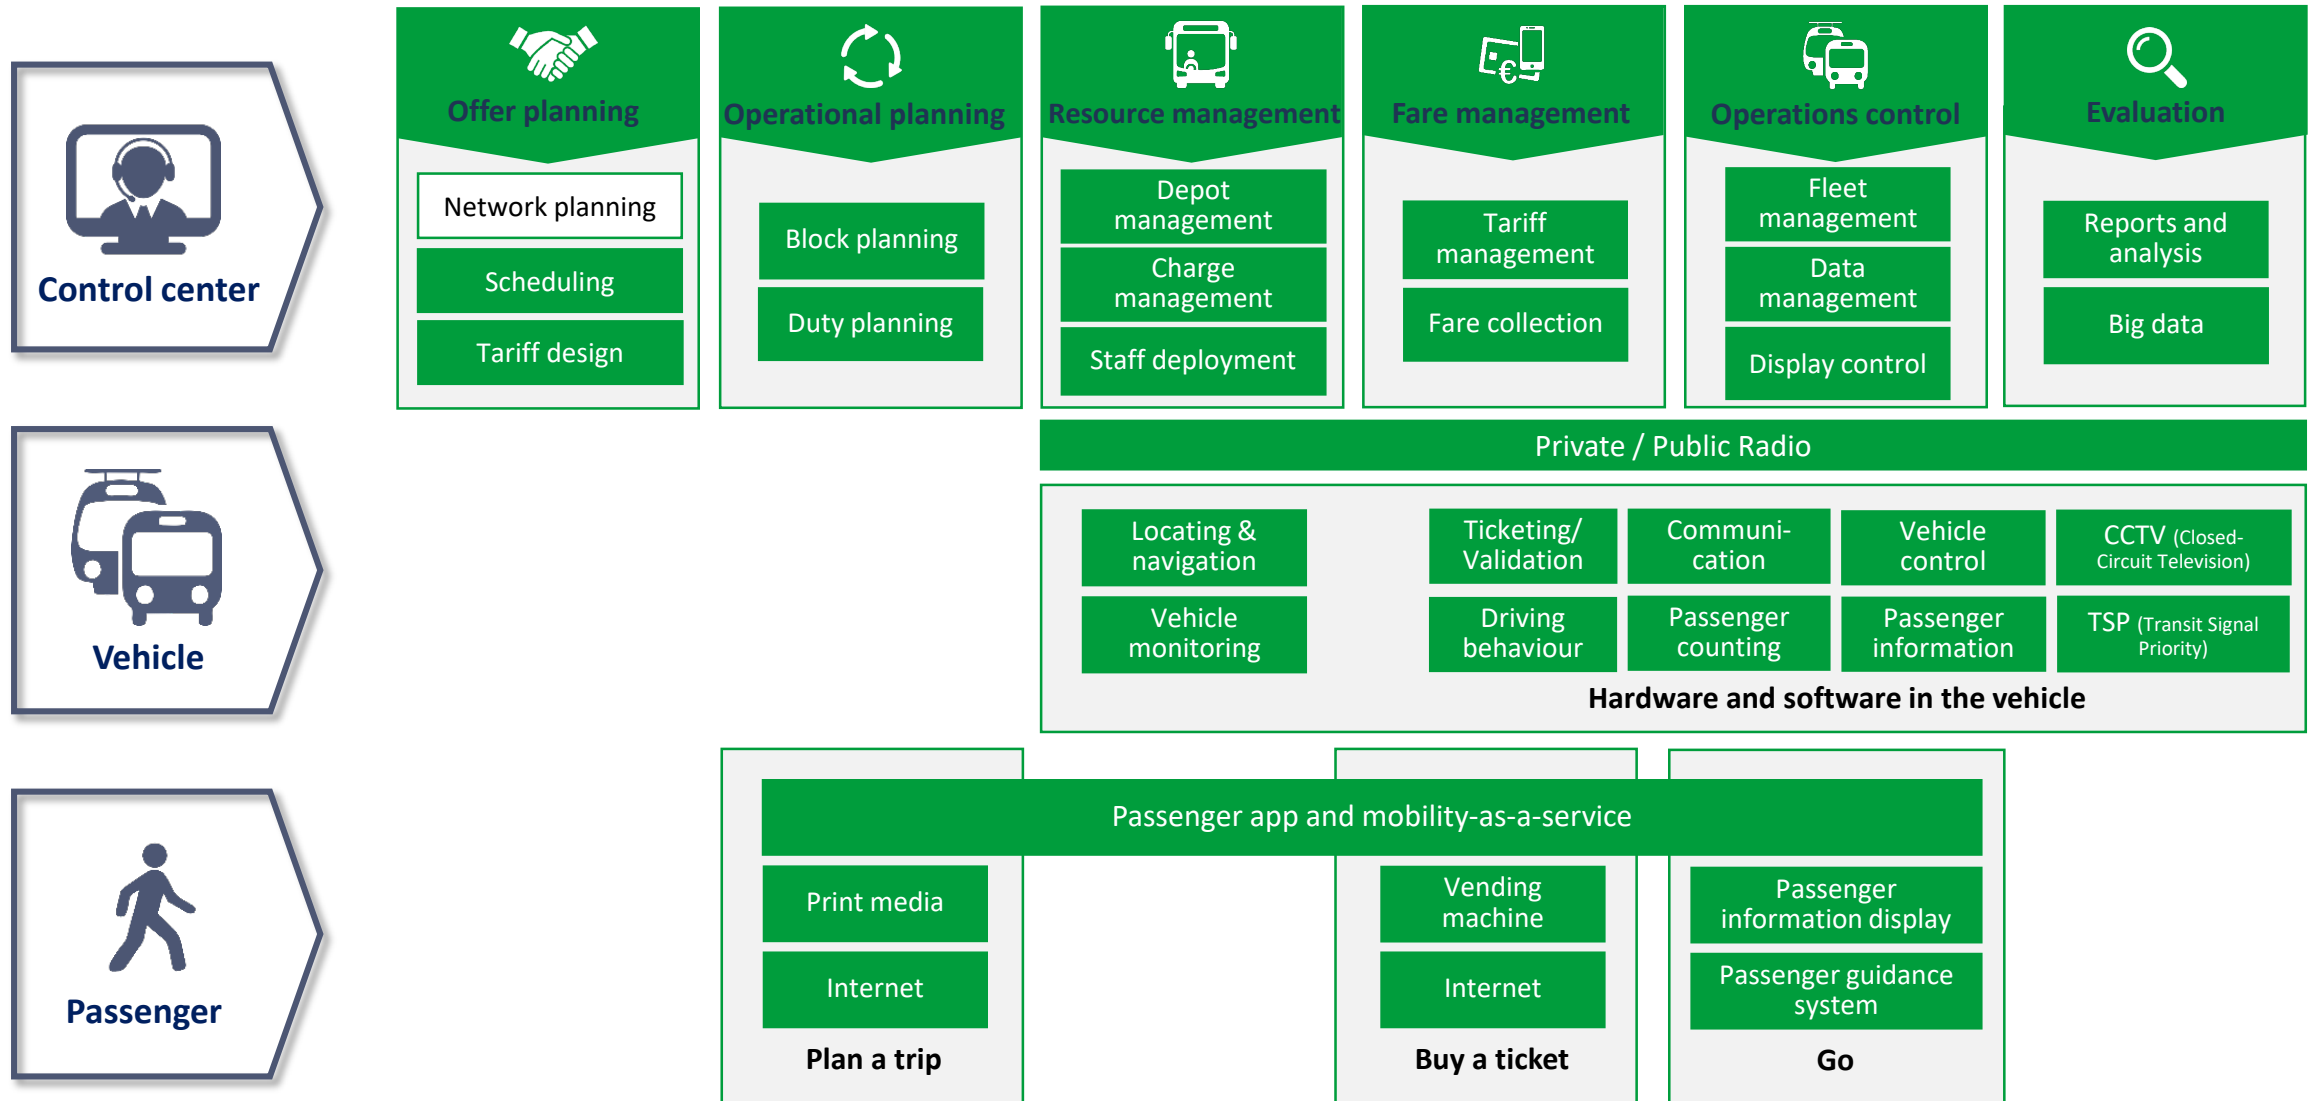 Control center
Offer planning
Network planning
Scheduling
Tariff design
Operational planning
Block planning
Duty planning
Resource management
Depot
management
Charge
management
Staff deployment
Fare management
Tariff
management
Fare collection
€
Operations control
Fleet
management
Data
management
Display control
Evaluation
Reports and
analysis
Big data
Vehicle
Private / Public Radio
Locating &
navigation
Ticketing/
Validation
Communi-
cation
Vehicle
control
CCTV (Closed-
Circuit Television)
Vehicle
monitoring
Driving
behaviour
Passenger
counting
Passenger
information
TSP (Transit Signal
Priority)
Hardware and software in the vehicle
Passenger
Passenger app and mobility-as-a-service
Print media
Internet
Plan a trip
Vending
machine
Internet
Buy a ticket
Passenger
information display
Passenger guidance
system
Go